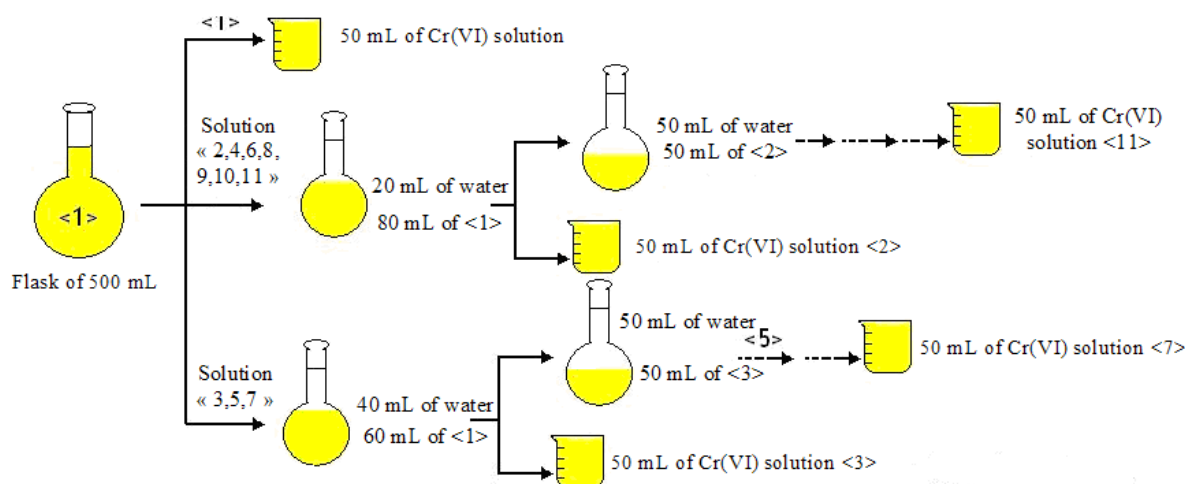 <1>
50 mL of Cr(VI) solution
Solution
« 2,4,6,8,
9,10,11 »
20 mL of water
80 mL of <1>
50 mL of water
50 mL of <2>
50 mL of Cr(VI)
solution <11>
<1>
Flask of 500 mL
50 mL of Cr(VI) solution <2>
Solution
« 3,5,7 »
40 mL of water
60 mL of <1>
50 mL of water
50 mL of <3>
<5>
50 mL of Cr(VI) solution <7>
50 mL of Cr(VI) solution <3>